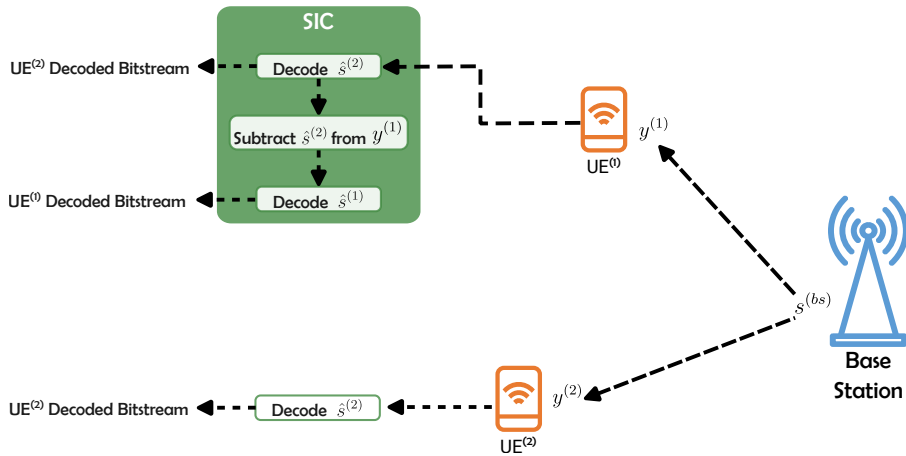 SIC
UE⁽²⁾ Decoded Bitstream
Decode ŝ⁽²⁾
Subtract ŝ⁽²⁾ from y⁽¹⁾
y⁽¹⁾
UE⁽¹⁾
UE⁽¹⁾ Decoded Bitstream
Decode ŝ⁽¹⁾
s⁽ᵇˢ⁾
Base
Station
UE⁽²⁾ Decoded Bitstream
Decode ŝ⁽²⁾
y⁽²⁾
UE⁽²⁾